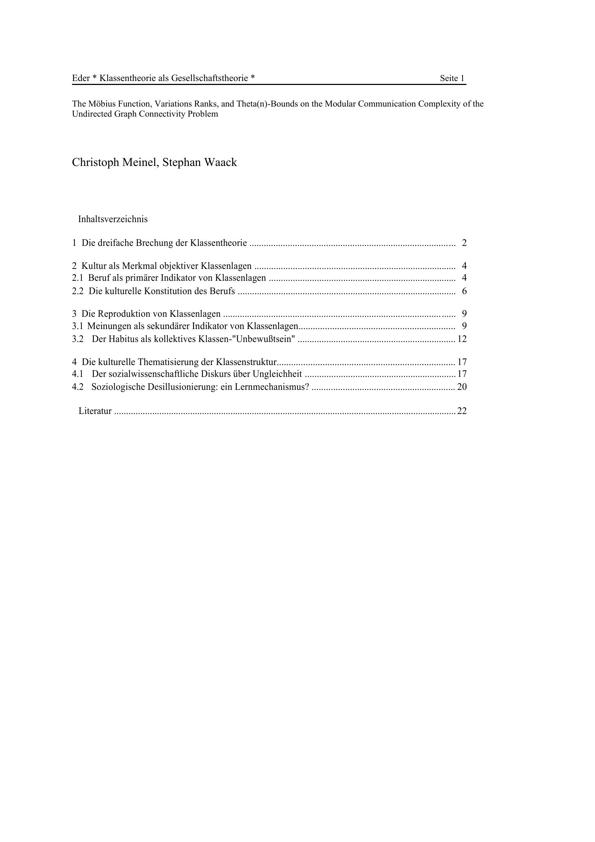 Eder * Klassentheorie als Gesellschaftstheorie * Seite 1
The Möbius Function, Variations Ranks, and Theta(n)-Bounds on the Modular Communication Complexity of the
Undirected Graph Connectivity Problem
Christoph Meinel, Stephan Waack
Inhaltsverzeichnis
1 Die dreifache Brechung der Klassentheorie ........ 2
2 Kultur als Merkmal objektiver Klassenlagen ........ 4
2.1 Beruf als primärer Indikator von Klassenlagen ........ 4
2.2 Die kulturelle Konstitution des Berufs ........ 6
3 Die Reproduktion von Klassenlagen ........ 9
3.1 Meinungen als sekundärer Indikator von Klassenlagen........ 9
3.2 Der Habitus als kollektives Klassen-"Unbewußtsein" ........ 12
4 Die kulturelle Thematisierung der Klassenstruktur........ 17
4.1 Der sozialwissenschaftliche Diskurs über Ungleichheit ........ 17
4.2 Soziologische Desillusionierung: ein Lernmechanismus? ........ 20
Literatur ........ 22